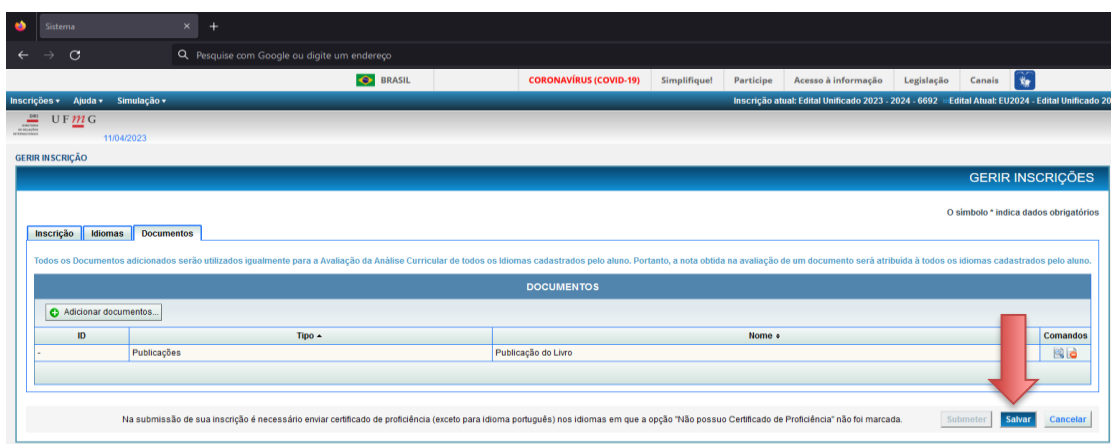 Sistema
Pesquise com Google ou digite um endereço
BRASIL CORONAVÍRUS (COVID-19) Simplifique! Participe Acesso à informação Legislação Canais
Inscrições Ajuda Simulação Inscrição atual: Edital Unificado 2023 - 2024 - 6692 Edital Atual: EU2024 - Edital Unificado 20
UFmG
11/04/2023
GERIR INSCRIÇÃO
GERIR INSCRIÇÕES
O símbolo * indica dados obrigatórios
Inscrição Idiomas Documentos
Todos os Documentos adicionados serão utilizados igualmente para a Avaliação da Análise Curricular de todos os Idiomas cadastrados pelo aluno. Portanto, a nota obtida na avaliação de um documento será atribuída à todos os idiomas cadastrados pelo aluno.
DOCUMENTOS
Adicionar documentos...
ID Tipo Nome Comandos
- Publicações Publicação do Livro
Na submissão de sua inscrição é necessário enviar certificado de proficiência (exceto para idioma português) nos idiomas em que a opção "Não possuo Certificado de Proficiência" não foi marcada. Submeter Salvar Cancelar